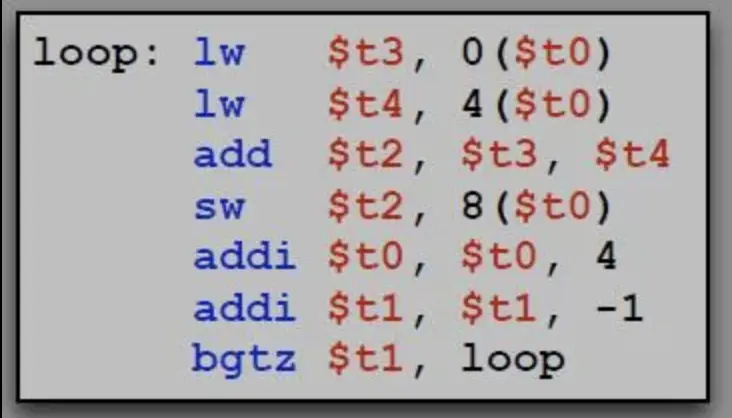 loop: lw $t3, 0($t0)
lw $t4, 4($t0)
add $t2, $t3, $t4
sw $t2, 8($t0)
addi $t0, $t0, 4
addi $t1, $t1, -1
bgtz $t1, loop